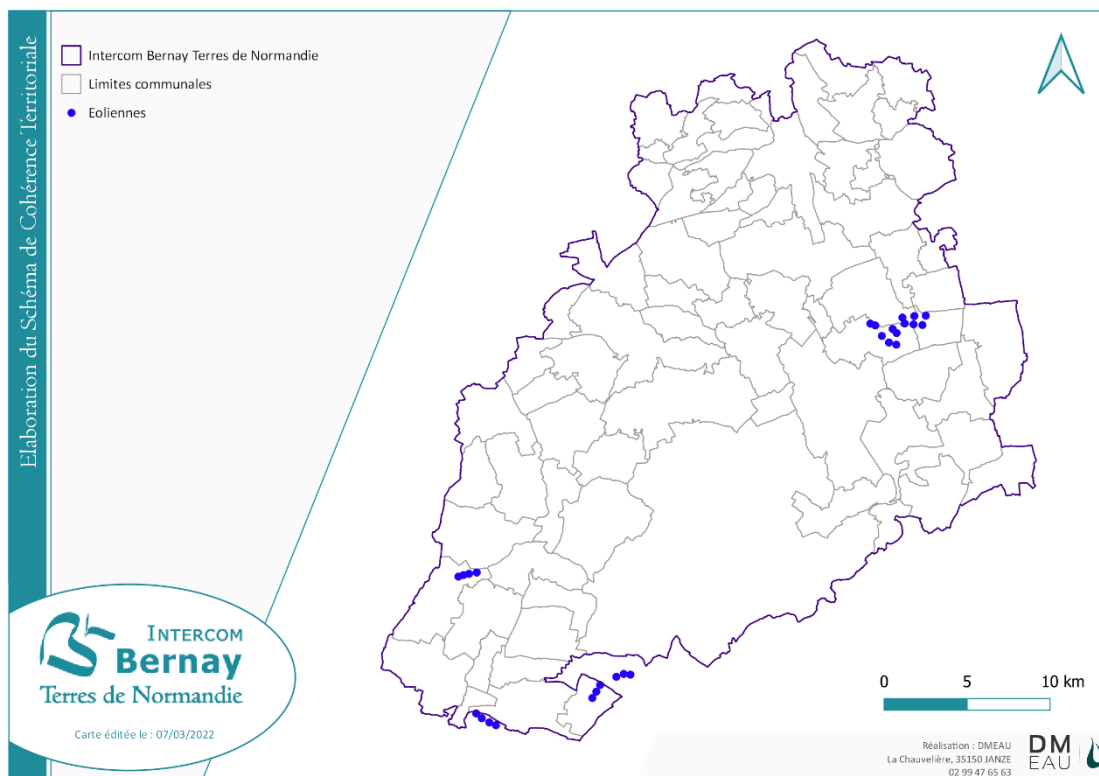 Elaboration du Schéma de Cohérence Territoriale
Intercom Bernay Terres de Normandie
Limites communales
Eoliennes
INTERCOM
Bernay
Terres de Normandie
Carte éditée le : 07/03/2022
0 5 10 km
Réalisation : DMEAU
La Chauvelière, 35150 JANZE
02 99 47 65 63
DM
EAU